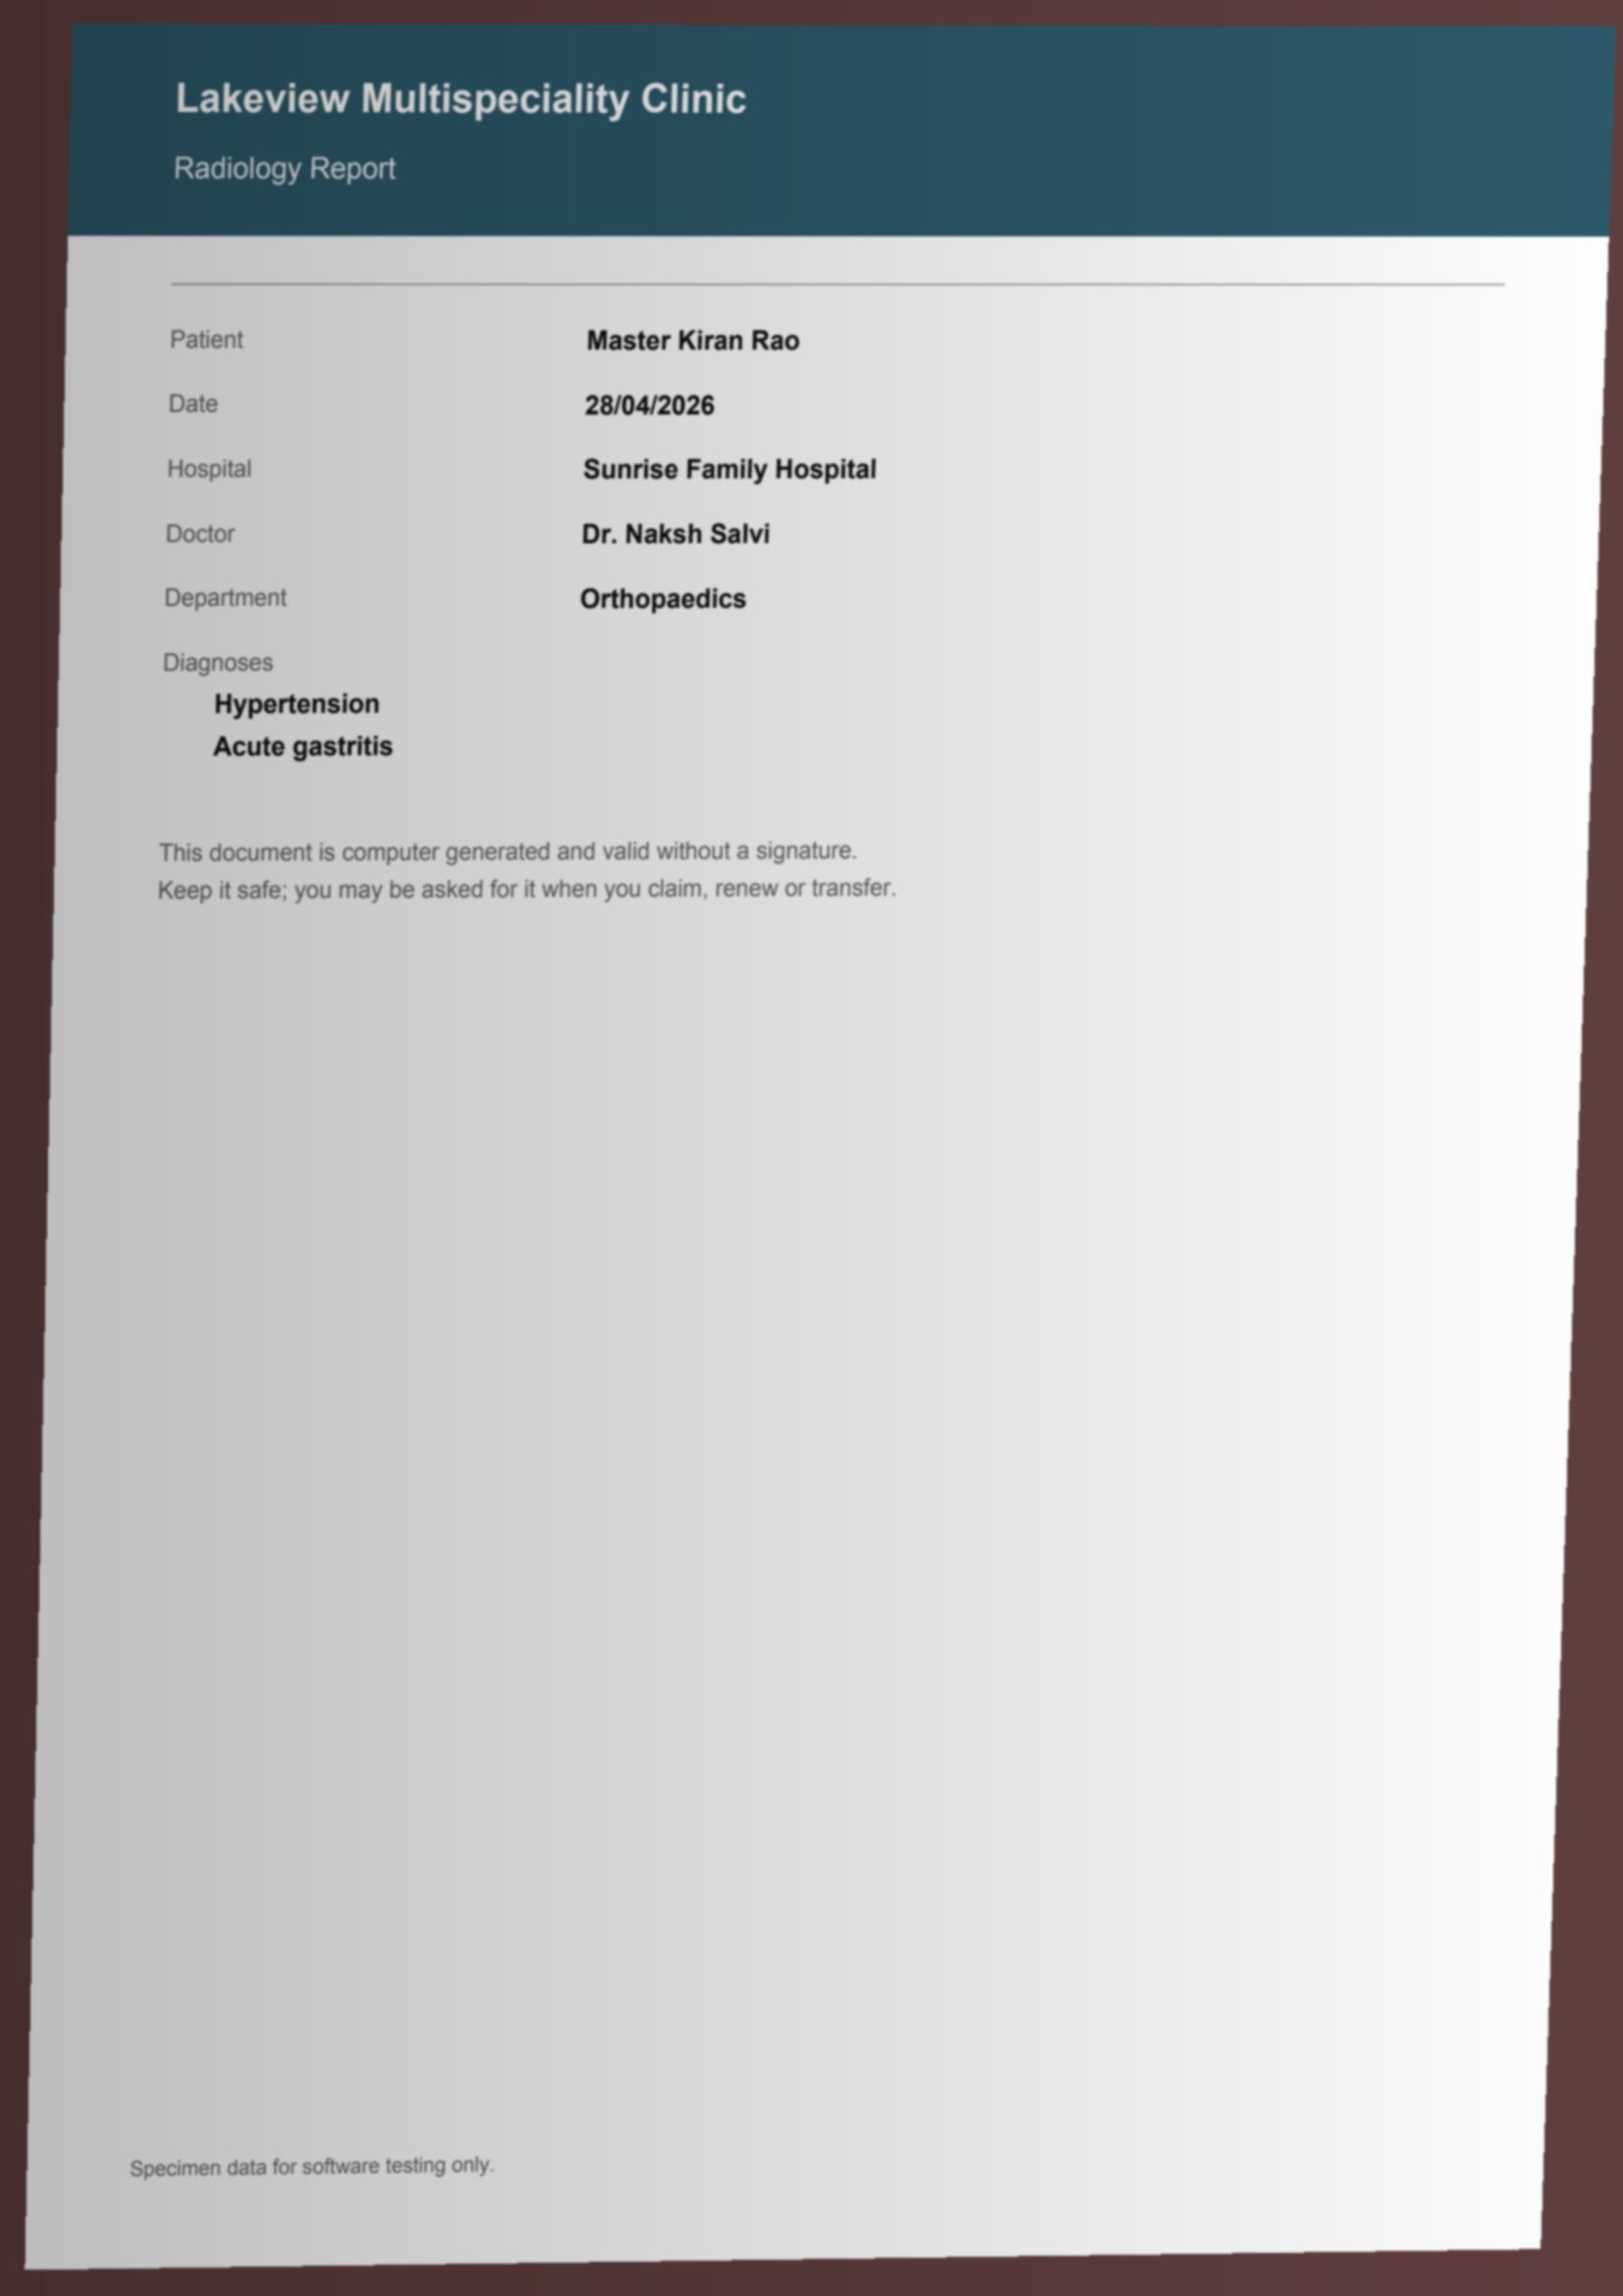 Lakeview Multispeciality Clinic
Radiology Report
Patient Master Kiran Rao
Date 28/04/2026
Hospital Sunrise Family Hospital
Doctor Dr. Naksh Salvi
Department Orthopaedics
Diagnoses
Hypertension
Acute gastritis
This document is computer generated and valid without a signature.
Keep it safe; you may be asked for it when you claim, renew or transfer.
Specimen data for software testing only.